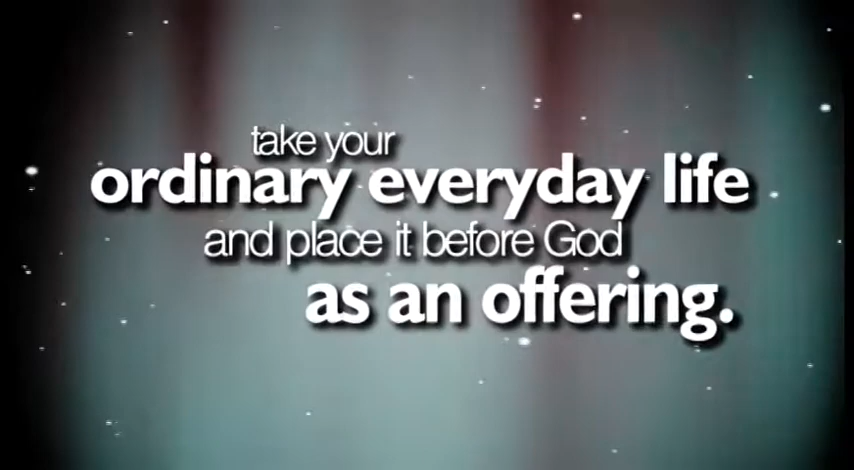 take your
ordinary everyday life
and place it before God
as an offering.